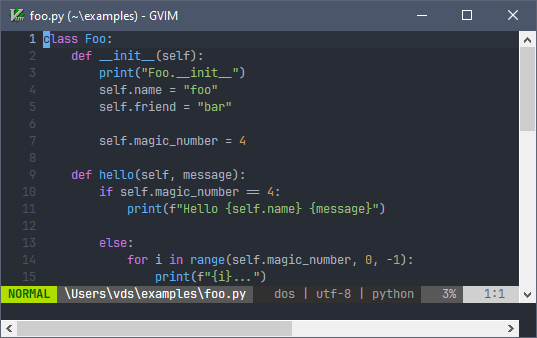 foo.py (~\examples) - GVIM
1 class Foo:
2     def __init__(self):
3         print("Foo.__init__")
4         self.name = "foo"
5         self.friend = "bar"
6
7         self.magic_number = 4
8
9     def hello(self, message):
10         if self.magic_number == 4:
11             print(f"Hello {self.name} {message}")
12
13         else:
14             for i in range(self.magic_number, 0, -1):
15                 print(f"{i}...")
NORMAL \Users\vds\examples\foo.py dos | utf-8 | python 3% 1:1